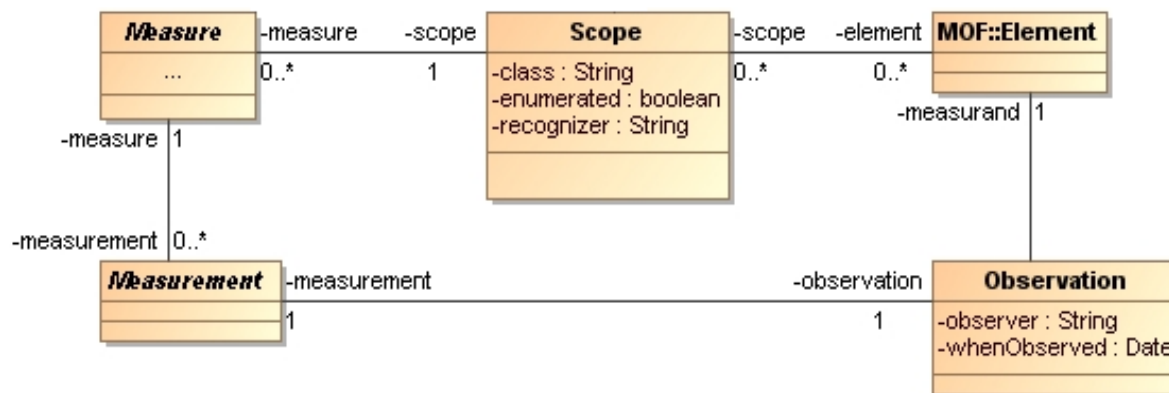 Measure
...
-measure
0..*
-scope
1
Scope
-class : String
-enumerated : boolean
-recognizer : String
-scope
0..*
-element
0..*
MOF::Element
-measurand 1
-measure 1
-measurement 0..*
Measurement
-measurement
1
-observation
1
Observation
-observer : String
-whenObserved : Date